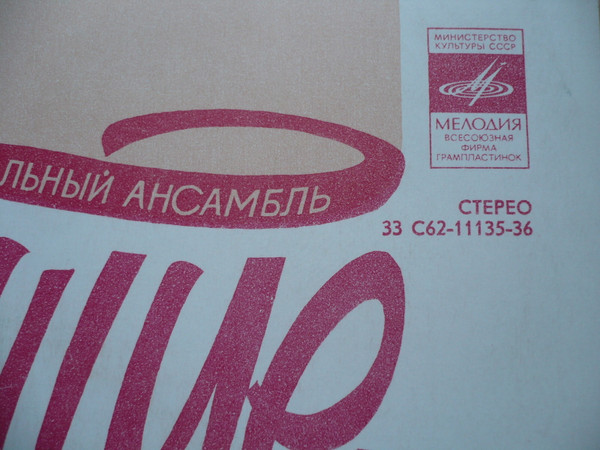 МИНИСТЕРСТВО
КУЛЬТУРЫ СССР
МЕЛОДИЯ
ВСЕСОЮЗНАЯ
ФИРМА
ГРАМПЛАСТИНОК
ЛЬНЫЙ АНСАМБЛЬ
СТЕРЕО
33 С62-11135-36